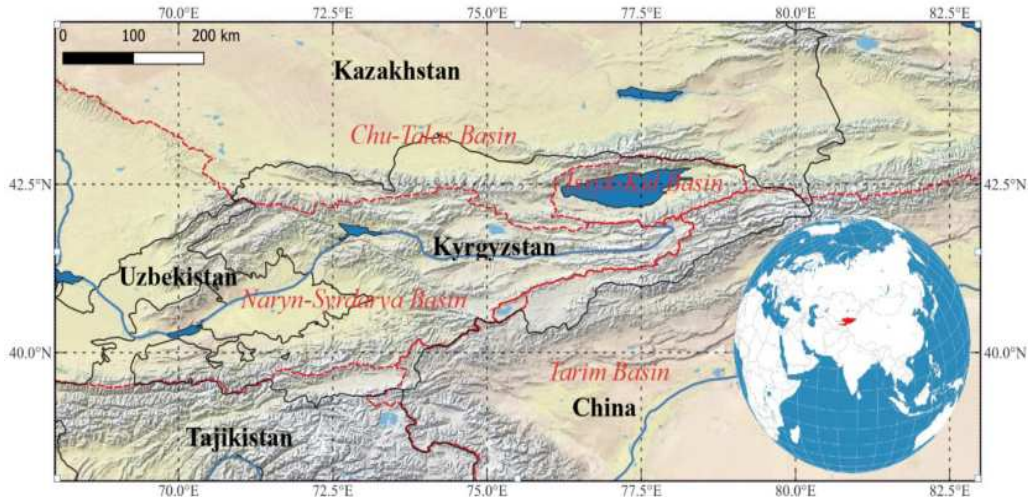 70.0°E 72.5°E 75.0°E 77.5°E 80.0°E 82.5°E
0 100 200 km
Kazakhstan
Chu-Talas Basin
42.5°N Issyk-Kul Basin 42.5°N
Kyrgyzstan
Uzbekistan
Naryn-Syrdarya Basin
40.0°N 40.0°N
Tarim Basin
China
Tajikistan
70.0°E 72.5°E 75.0°E 77.5°E 80.0°E 82.5°E